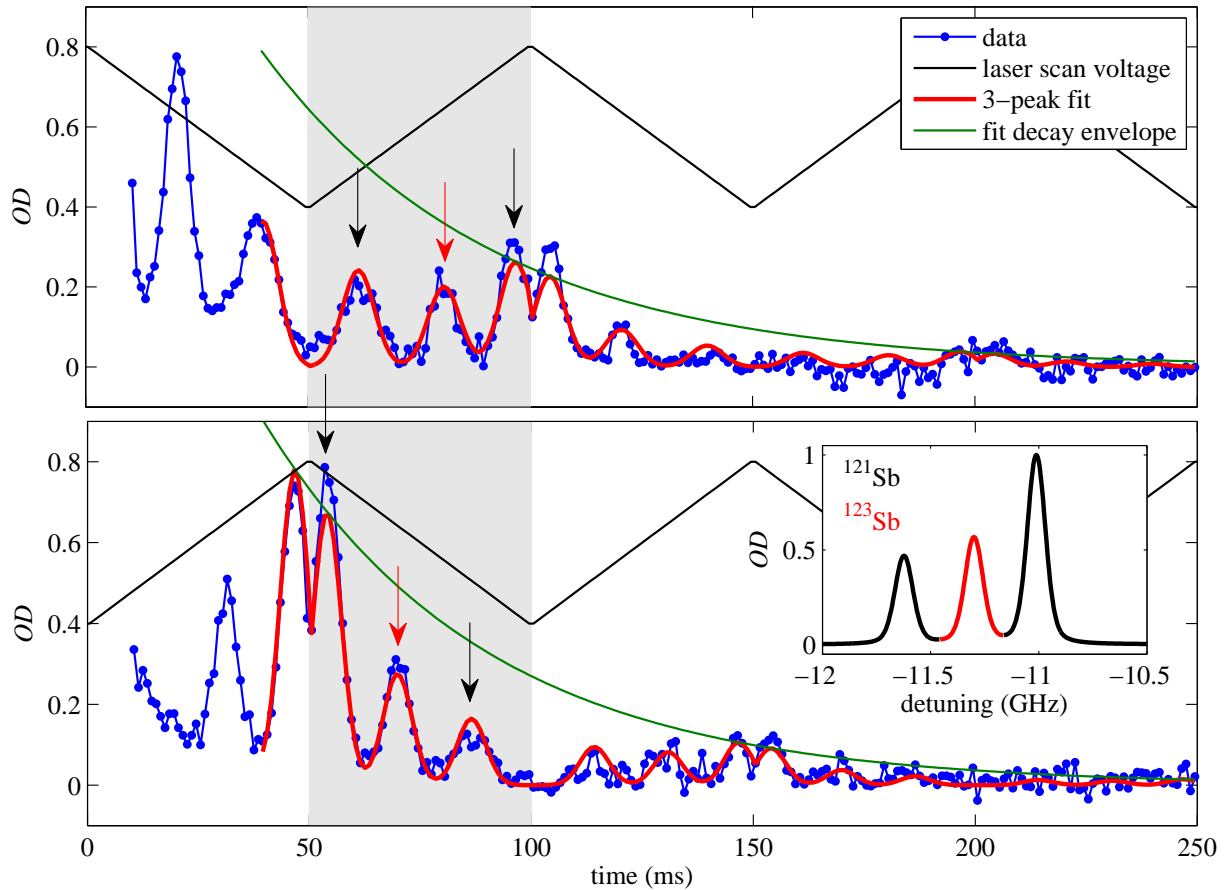 0.8
0.6
0.4
0.2
0
OD
data
laser scan voltage
3−peak fit
fit decay envelope
0.8
0.6
0.4
0.2
0
OD
121Sb
123Sb
1
0.5
0
OD
−12
−11.5
−11
−10.5
detuning (GHz)
0
50
100
150
200
250
time (ms)